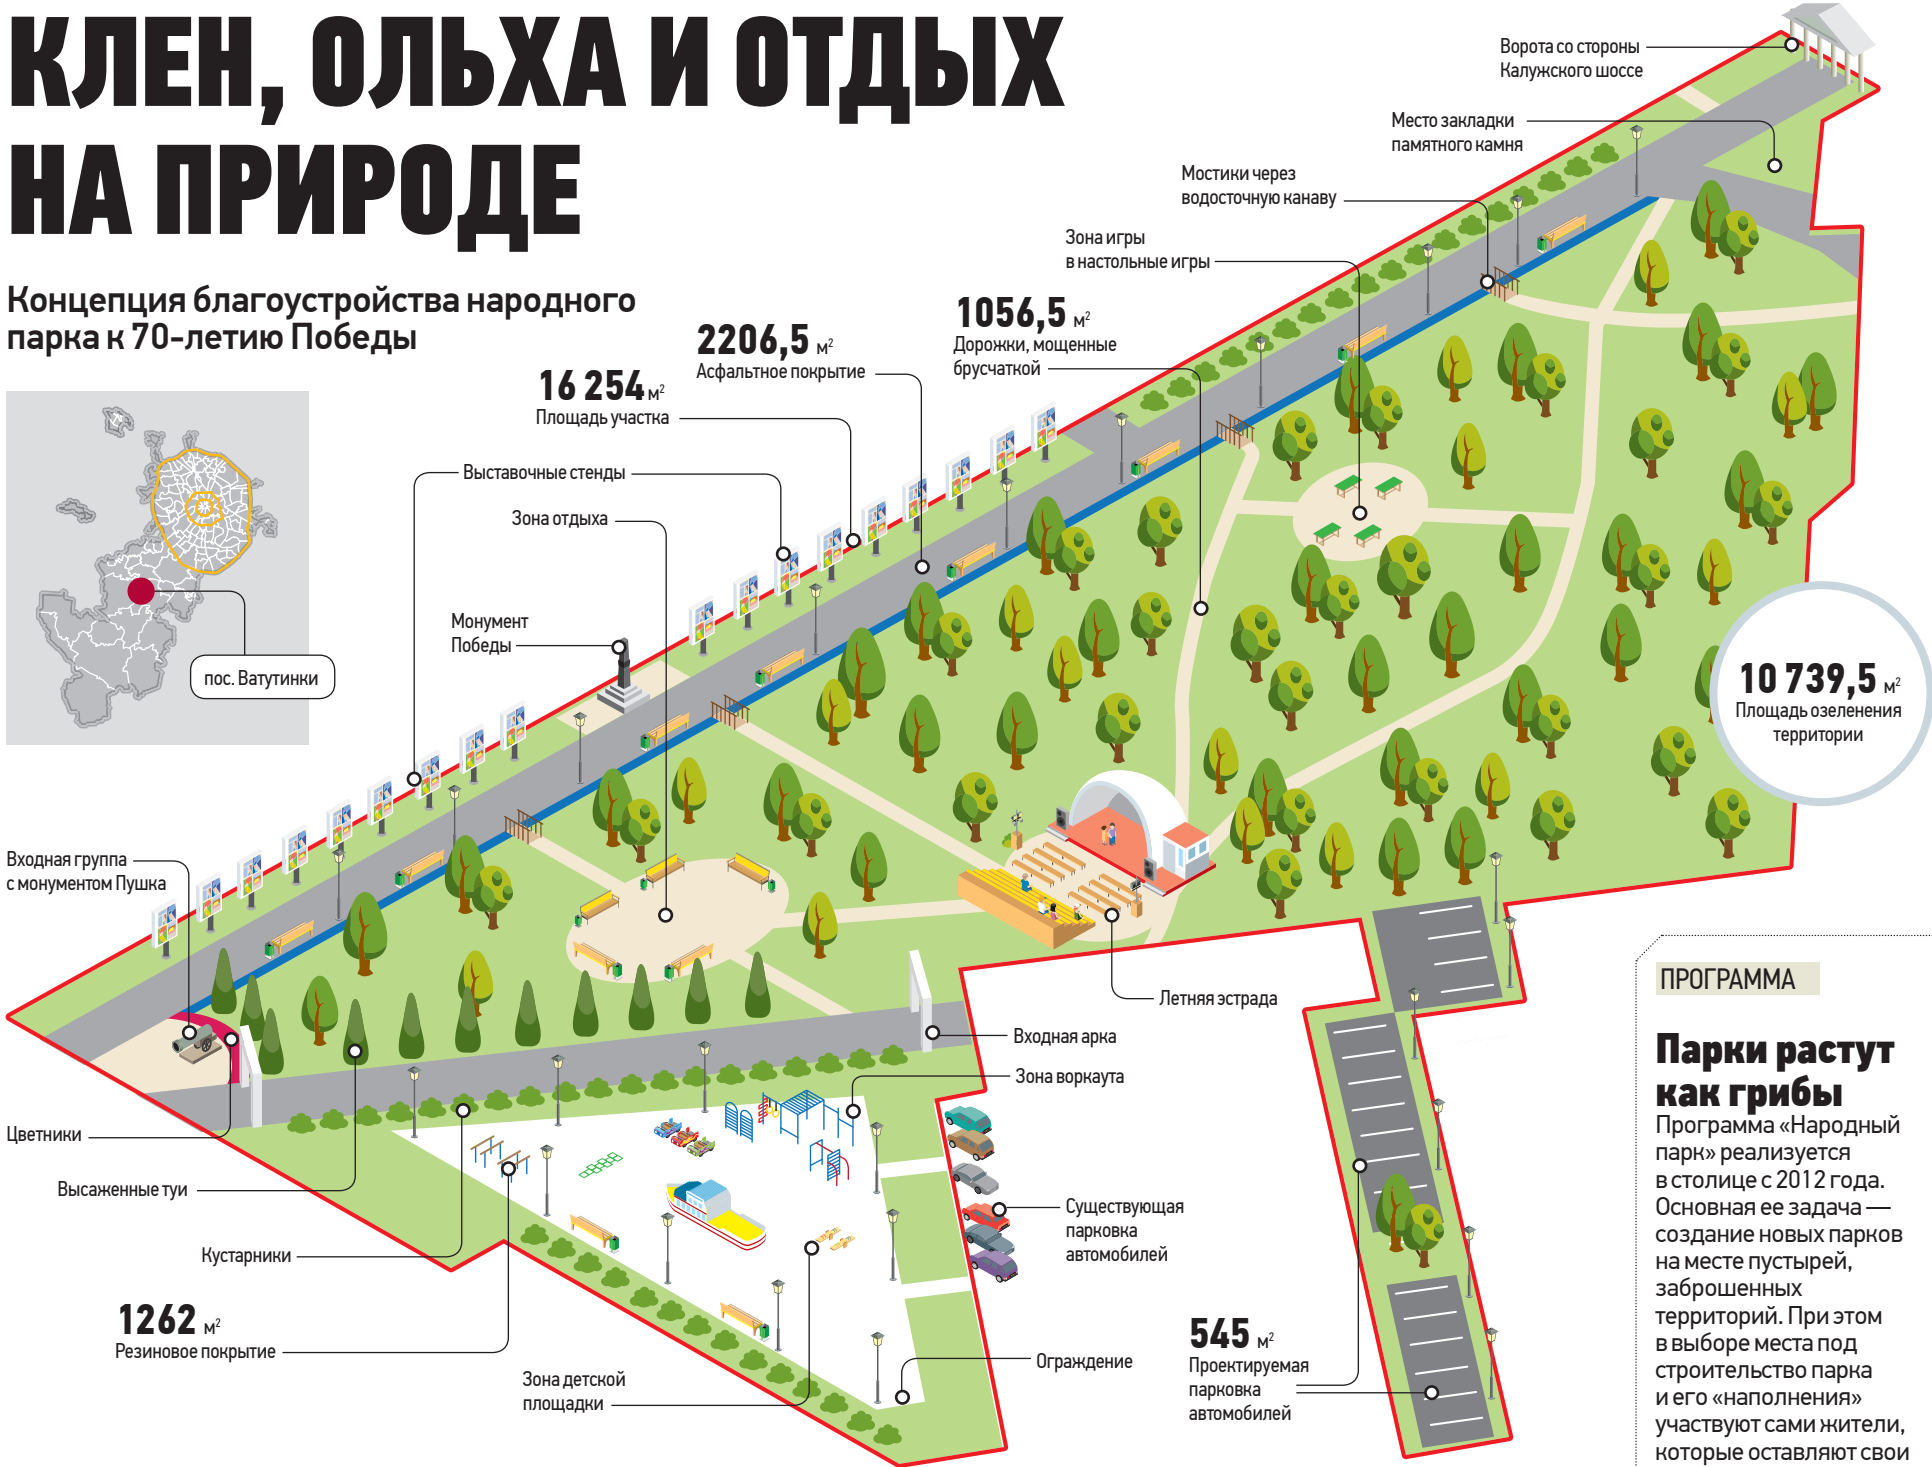 КЛЕН, ОЛЬХА И ОТДЫХ
НА ПРИРОДЕ
Концепция благоустройства народного
парка к 70-летию Победы
пос. Ватутинки
Ворота со стороны
Калужского шоссе
Место закладки
памятного камня
Мостики через
водосточную канаву
Зона игры
в настольные игры
1056,5 м²
Дорожки, мощенные
брусчаткой
2206,5 м²
Асфальтное покрытие
16 254 м²
Площадь участка
Выставочные стенды
Зона отдыха
Монумент
Победы
10 739,5 м²
Площадь озеленения
территории
Входная группа
с монументом Пушка
Цветники
Высаженные туи
Кустарники
1262 м²
Резиновое покрытие
Зона детской
площадки
Летняя эстрада
Входная арка
Зона воркаута
Существующая
парковка
автомобилей
Ограждение
545 м²
Проектируемая
парковка
автомобилей
ПРОГРАММА
Парки растут
как грибы
Программа «Народный
парк» реализуется
в столице с 2012 года.
Основная ее задача —
создание новых парков
на месте пустырей,
заброшенных
территорий. При этом
в выборе места под
строительство парка
и его «наполнения»
участвуют сами жители,
которые оставляют свои